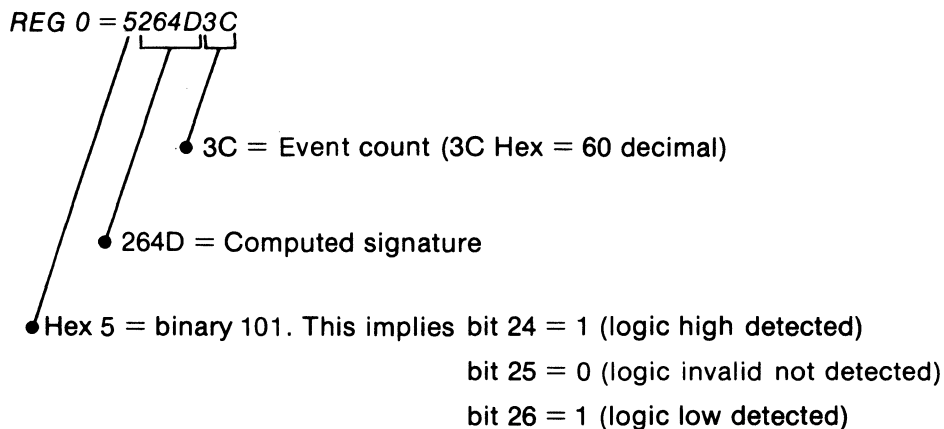 REG 0 = 5264D3C
3C = Event count (3C Hex = 60 decimal)
264D = Computed signature
Hex 5 = binary 101. This implies bit 24 = 1 (logic high detected)
bit 25 = 0 (logic invalid not detected)
bit 26 = 1 (logic low detected)